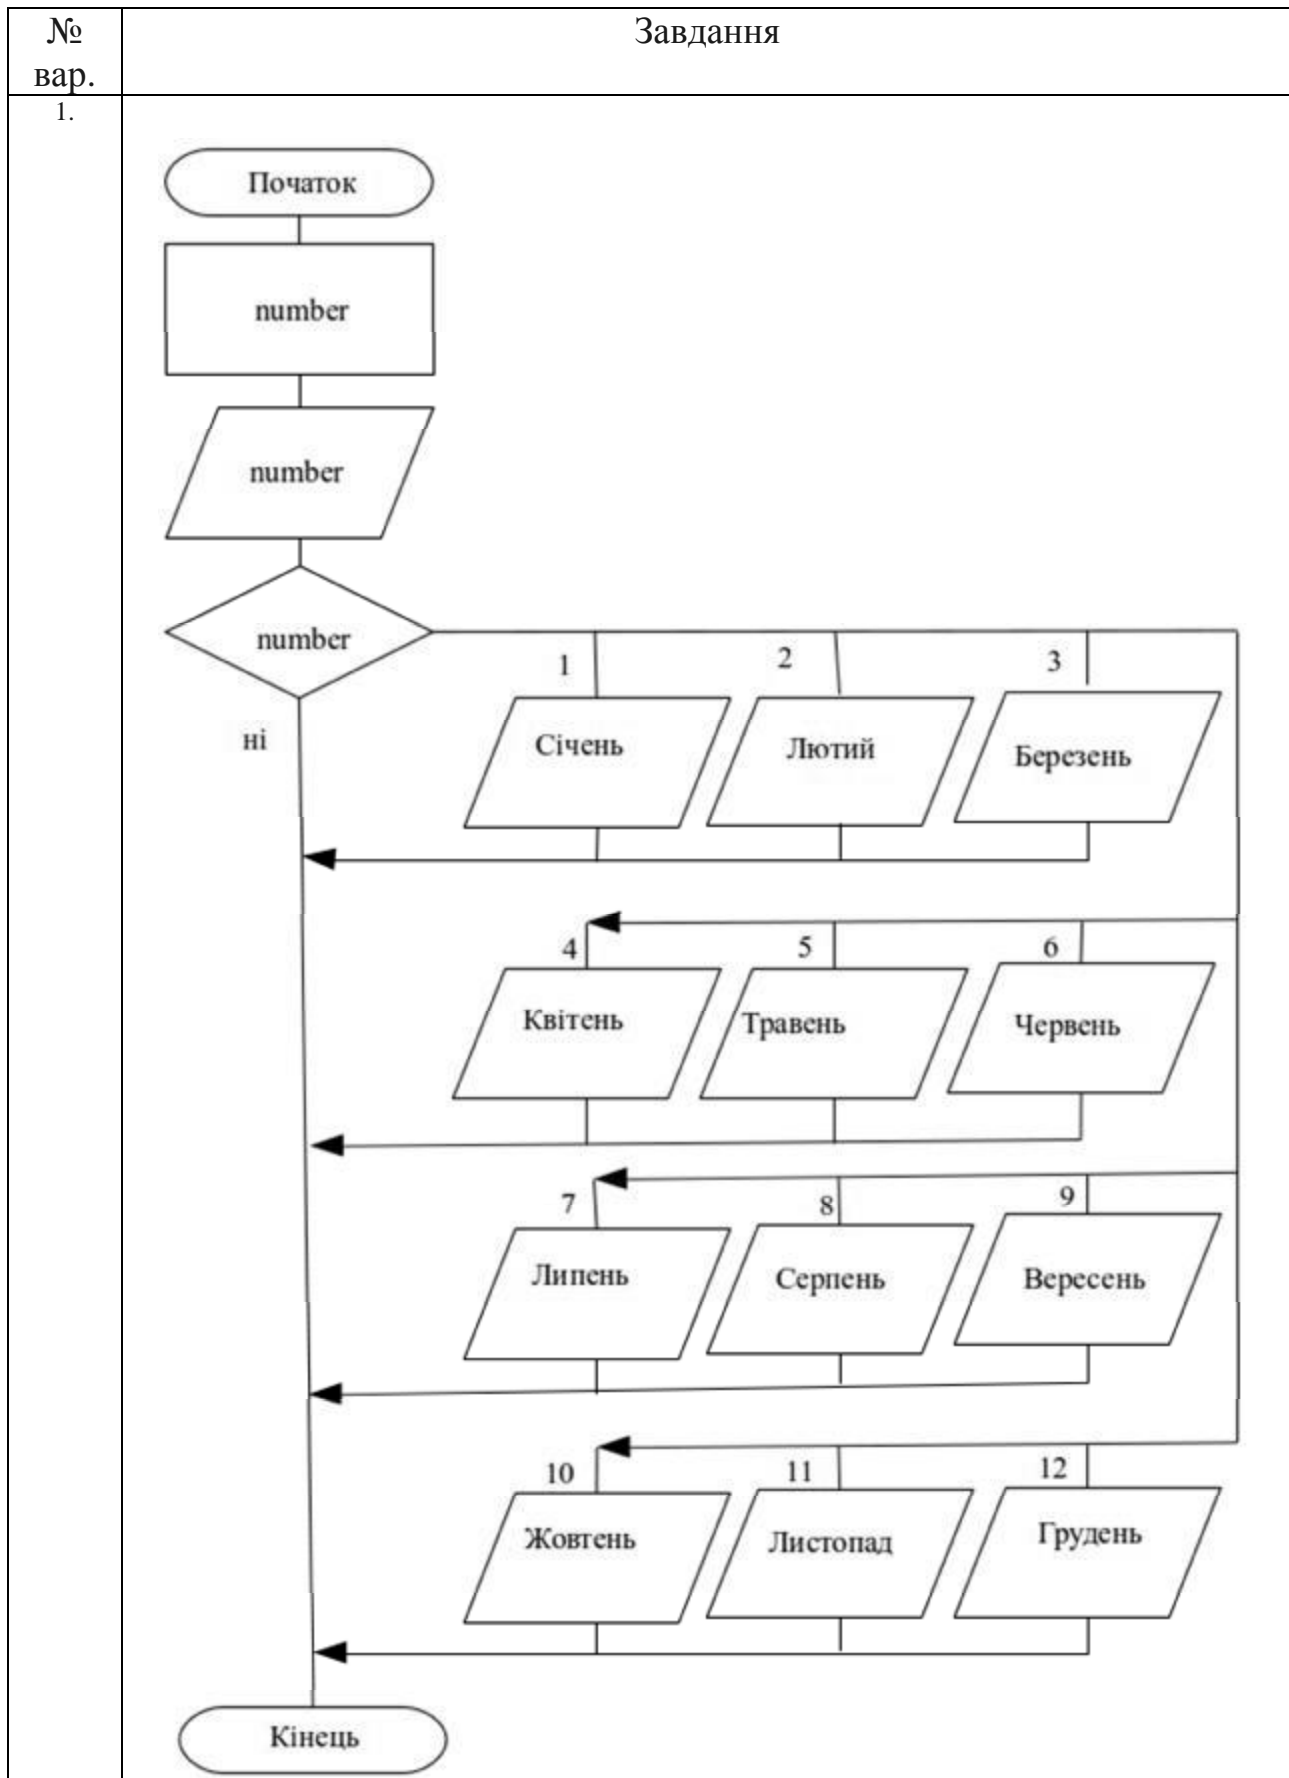 №
вар.
Завдання
1.
Початок
number
number
number
ні
1
2
3
Січень
Лютий
Березень
4
5
6
Квітень
Травень
Червень
7
8
9
Липень
Серпень
Вересень
10
11
12
Жовтень
Листопад
Грудень
Кінець